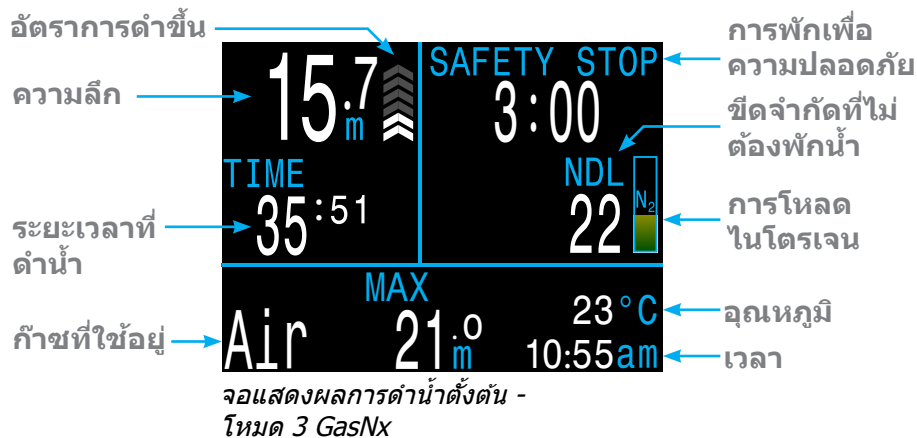 อัตราการดำขึ้น
ความลึก
ระยะเวลาที่
ดำน้ำ
ก๊าซที่ใช้อยู่
15.7
m
TIME
35:51
SAFETY STOP
3:00
NDL
22
N2
MAX
Air
21.0
m
23°C
10:55am
การพักเพื่อ
ความปลอดภัย
ขีดจำกัดที่ไม่
ต้องพักน้ำ
การโหลด
ไนโตรเจน
อุณหภูมิ
เวลา
จอแสดงผลการดำน้ำตั้งต้น -
โหมด 3 GasNx